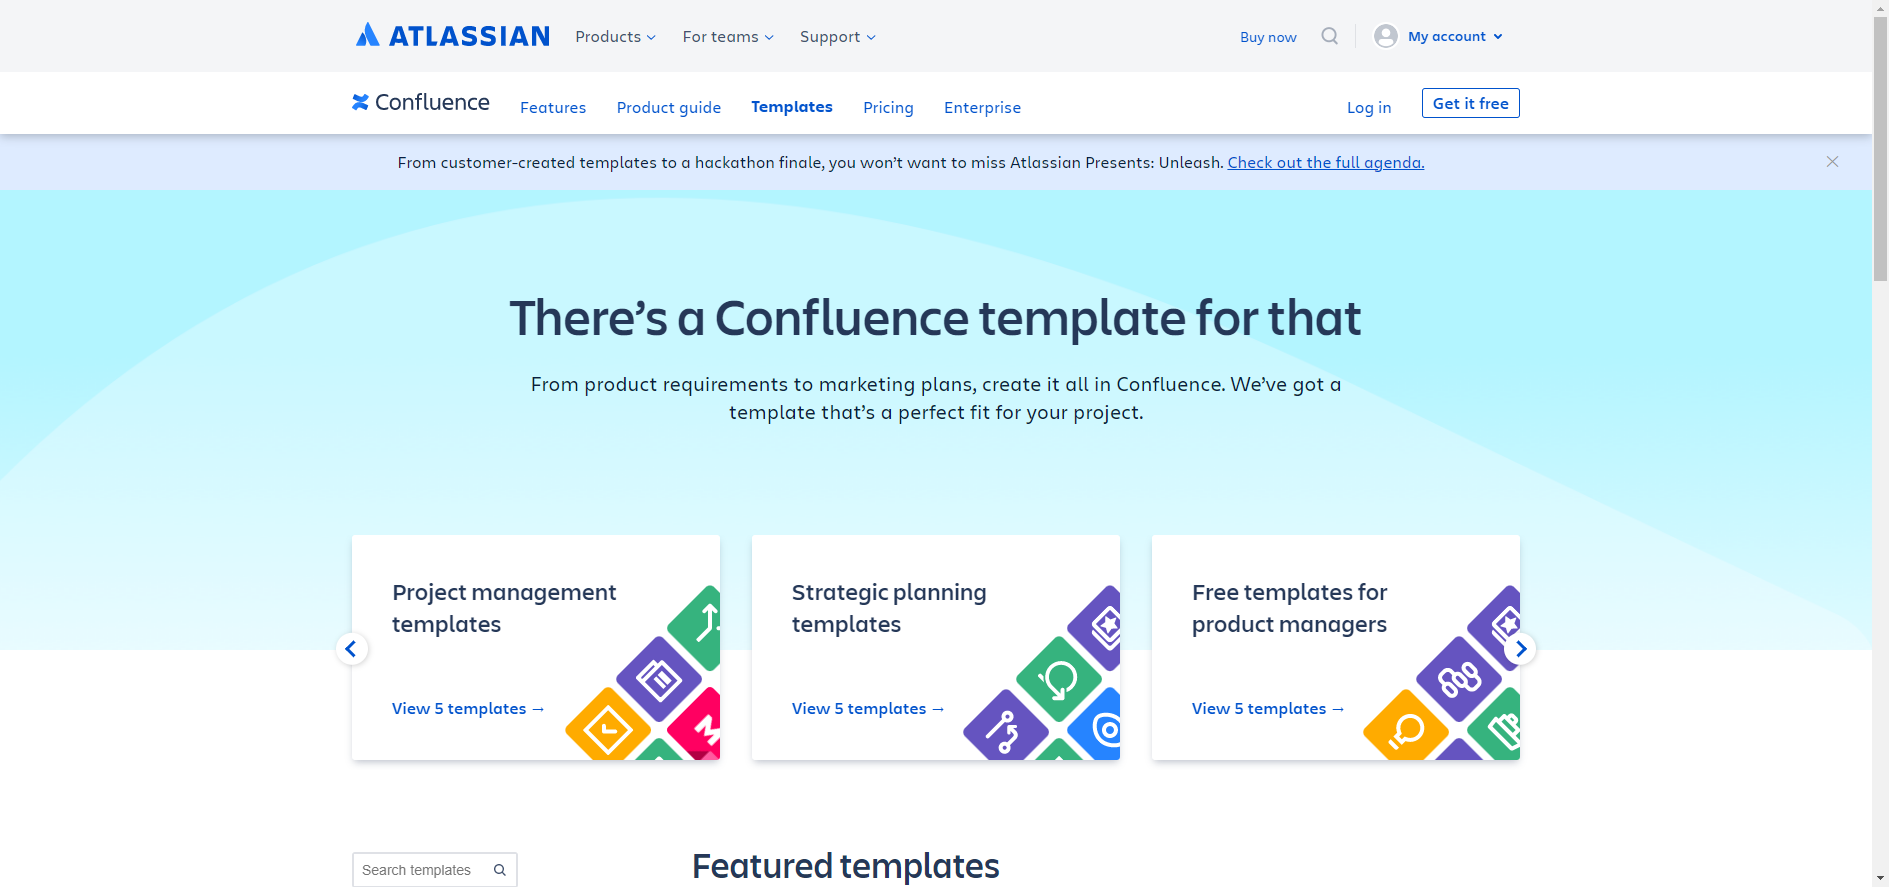 ATLASSIAN
Products
For teams
Support
Buy now
My account
Confluence
Features
Product guide
Templates
Pricing
Enterprise
Log in
Get it free
From customer-created templates to a hackathon finale, you won’t want to miss Atlassian Presents: Unleash. Check out the full agenda.
There’s a Confluence template for that
From product requirements to marketing plans, create it all in Confluence. We’ve got a
template that’s a perfect fit for your project.
Project management
templates
View 5 templates →
Strategic planning
templates
View 5 templates →
Free templates for
product managers
View 5 templates →
Search templates
Featured templates